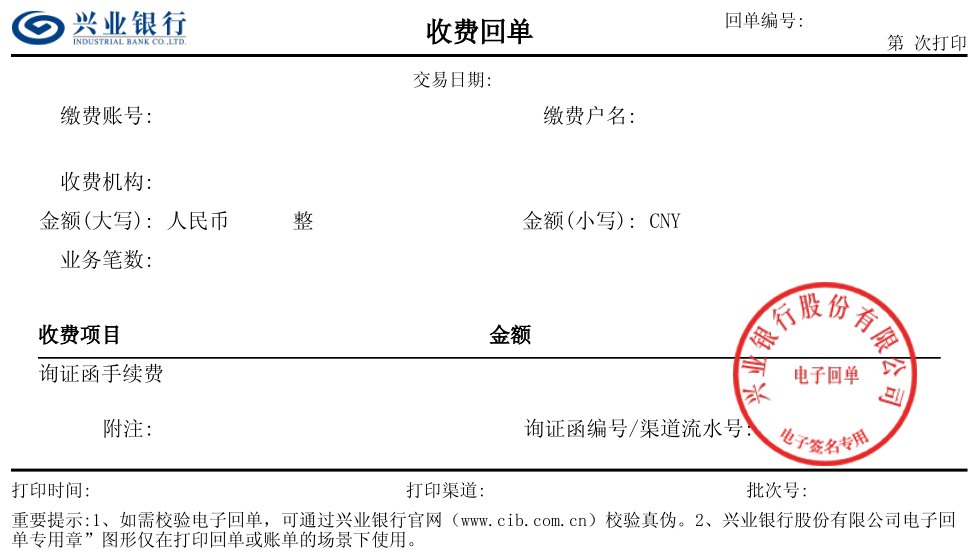 兴业银行
INDUSTRIAL BANK CO.,LTD.
收费回单
回单编号:
第 次打印
交易日期:
缴费账号:
缴费户名:
收费机构:
金额(大写): 人民币 整
金额(小写): CNY
业务笔数:
收费项目 金额
询证函手续费
附注:
询证函编号/渠道流水号:
兴业银行股份有限公司
电子回单
电子签名专用
打印时间: 打印渠道: 批次号:
重要提示:1、如需校验电子回单，可通过兴业银行官网（www.cib.com.cn）校验真伪。2、兴业银行股份有限公司电子回
单专用章”图形仅在打印回单或账单的场景下使用。